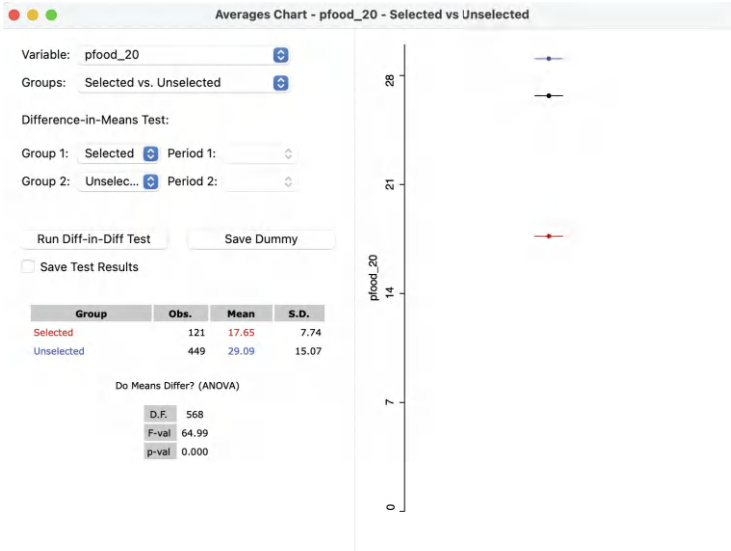 Averages Chart - pfood_20 - Selected vs Unselected
Variable: pfood_20
Groups: Selected vs. Unselected
Difference-in-Means Test:
Group 1: Selected Period 1:
Group 2: Unselec... Period 2:
Run Diff-in-Diff Test Save Dummy
Save Test Results
Group Obs. Mean S.D.
Selected 121 17.65 7.74
Unselected 449 29.09 15.07
Do Means Differ? (ANOVA)
D.F. 568
F-val 64.99
p-val 0.000
pfood_20
28
21
14
7
0